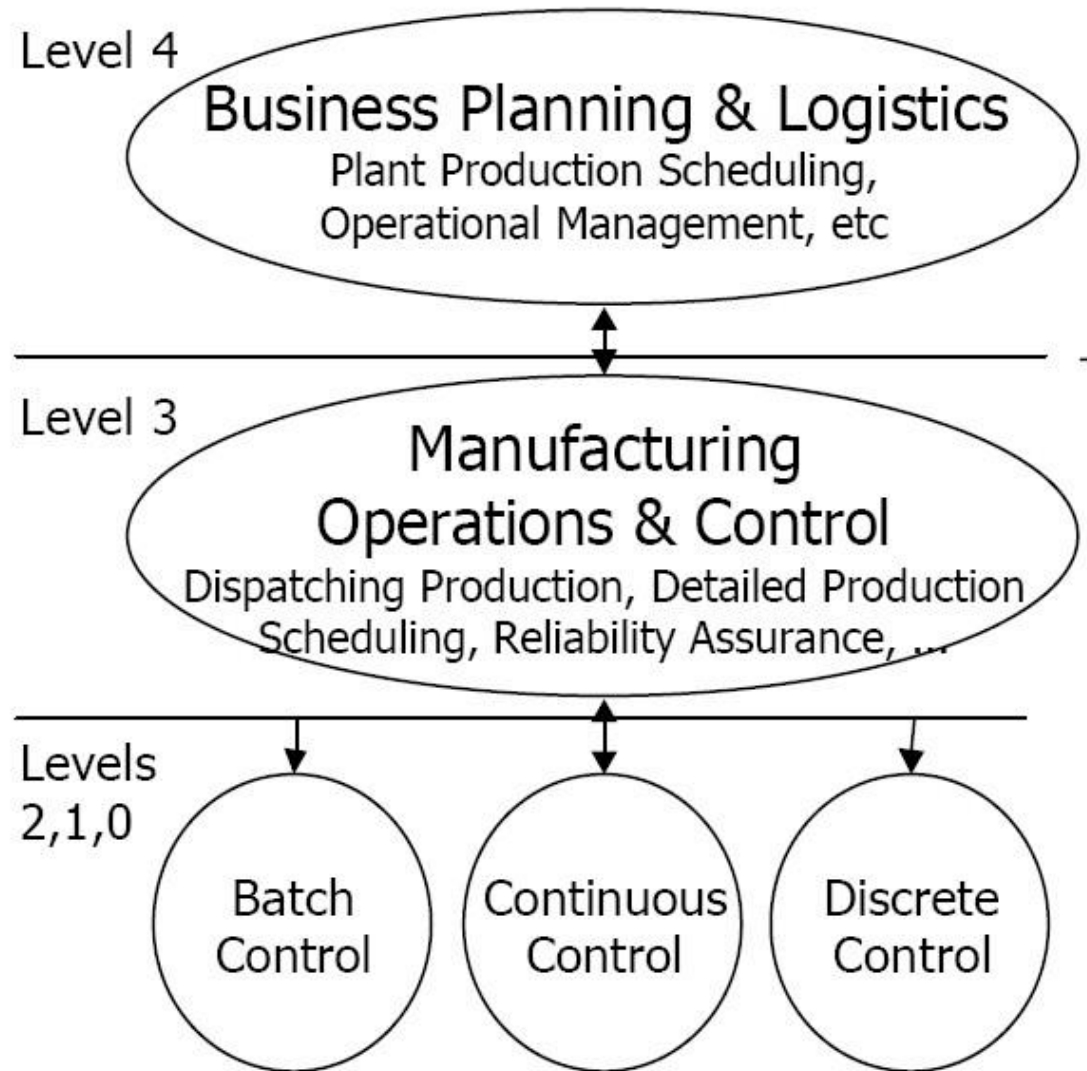 Level 4
Business Planning & Logistics
Plant Production Scheduling,
Operational Management, etc
Level 3
Manufacturing
Operations & Control
Dispatching Production, Detailed Production
Scheduling, Reliability Assurance, ...
Levels
2,1,0
Batch
Control
Continuous
Control
Discrete
Control